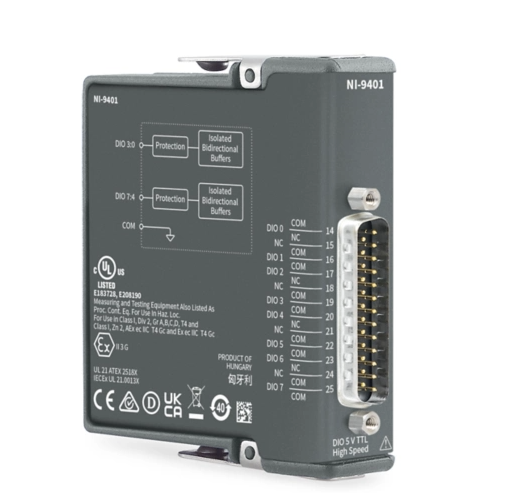 NI-9401
NI-9401
DIO 3:0
Protection
Isolated
Bidirectional
Buffers
DIO 7:4
Protection
Isolated
Bidirectional
Buffers
COM
DIO 0
COM
14
NC
NC
15
DIO 1
COM
16
DIO 2
COM
17
NC
NC
18
DIO 3
COM
19
DIO 4
COM
20
NC
NC
21
DIO 5
COM
22
DIO 6
COM
23
NC
NC
24
DIO 7
COM
25
COM
C UL US
LISTED
E183728, E208190
Measuring and Testing Equipment Also Listed As
Proc. Cont. Eq. For Use in Haz. Loc.
For Use in Class I, Div 2, Gr A,B,C,D, T4 and
Class I, Zn 2, AEx ec IIC T4 Gc and Ex ec IIC T4 Gc
Ex II 3 G
UL 21 ATEX 2518X
IECEx UL 21.0013X
PRODUCT OF
HUNGARY
匈牙利
CE
D
UK
CA
40
DIO 5 V TTL
High Speed